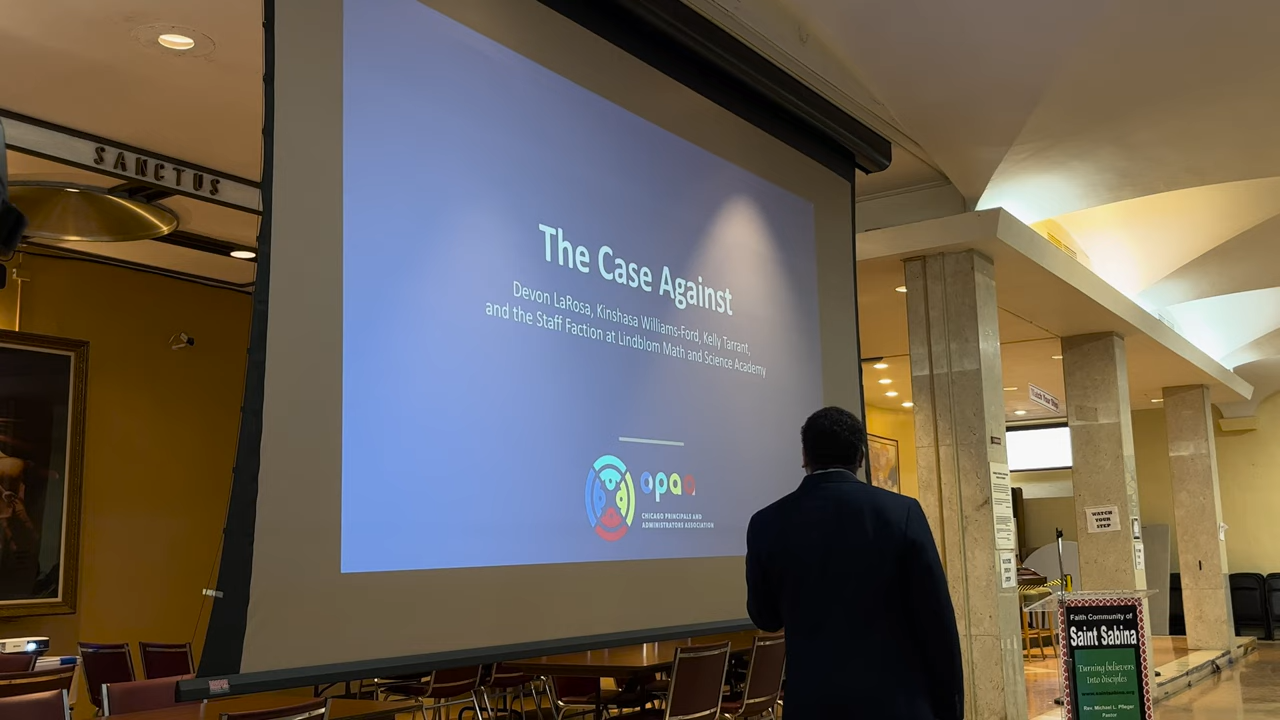 SANCTUS
The Case Against
Devon LaRosa, Kinshasa Williams-Ford, Kelly Tarrant,
and the Staff Faction at Lindblom Math and Science Academy
CHICAGO PRINCIPALS AND
ADMINISTRATORS ASSOCIATION
WATCH
YOUR
STEP
Faith Community of
Saint Sabina
Turning believers
into disciples
Rev. Michael L. Pfleger
Pastor